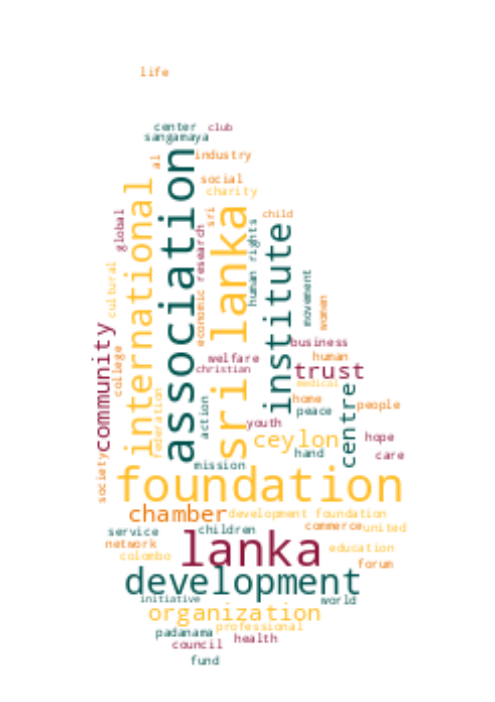 life
center
club
sangamaya
industry
al
social
charity
association
international
sri lanka
sri
child
global
research
human rights
institute
cultural
economic
movement
women
community
college
business
welfare
human
christian
trust
medical
federation
action
home
peace
centre
people
youth
ceylon
hope
hand
care
mission
society
foundation
chamber
development foundation
service
children
commerce
united
network
lanka
education
colombo
forum
development
initiative
world
organization
professional
padanama
health
council
fund